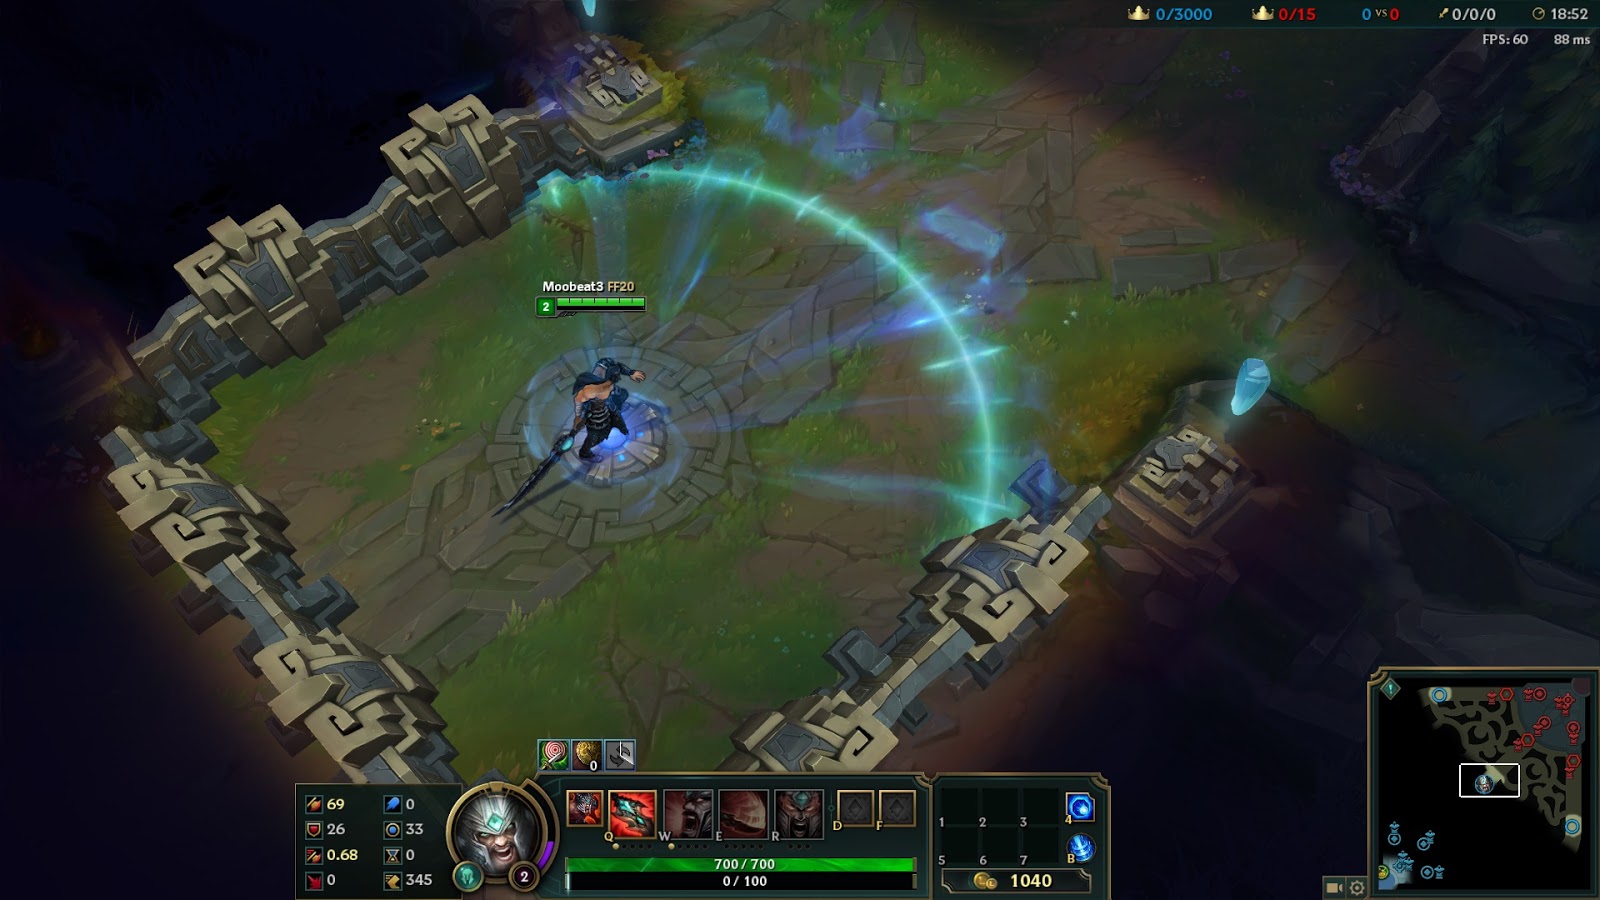 0/3000 0/15 0 VS 0 0/0/0 18:52
FPS: 60 88 ms
Moobeat3 FF20
2
0
69 0
26 33
0.68 0
0 345
2
Q W E R D F
700 / 700
0 / 100
1 2 3 4
5 6 7 B
1040